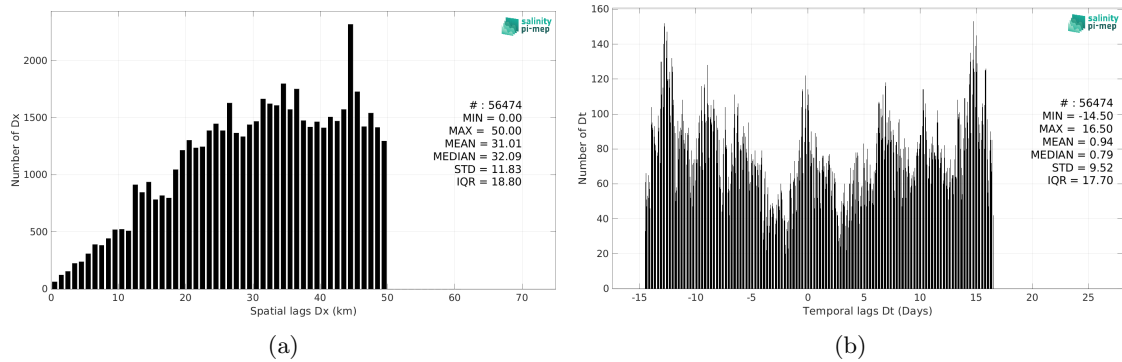 salinity
pi-mep
2000
1500
1000
500
0
Number of Dx
# : 56474
MIN = 0.00
MAX = 50.00
MEAN = 31.01
MEDIAN = 32.09
STD = 11.83
IQR = 18.80
0 10 20 30 40 50 60 70
Spatial lags Dx (km)
(a)
salinity
pi-mep
160
140
120
100
80
60
40
20
0
Number of Dt
# : 56474
MIN = -14.50
MAX = 16.50
MEAN = 0.94
MEDIAN = 0.79
STD = 9.52
IQR = 17.70
-15 -10 -5 0 5 10 15 20 25
Temporal lags Dt (Days)
(b)